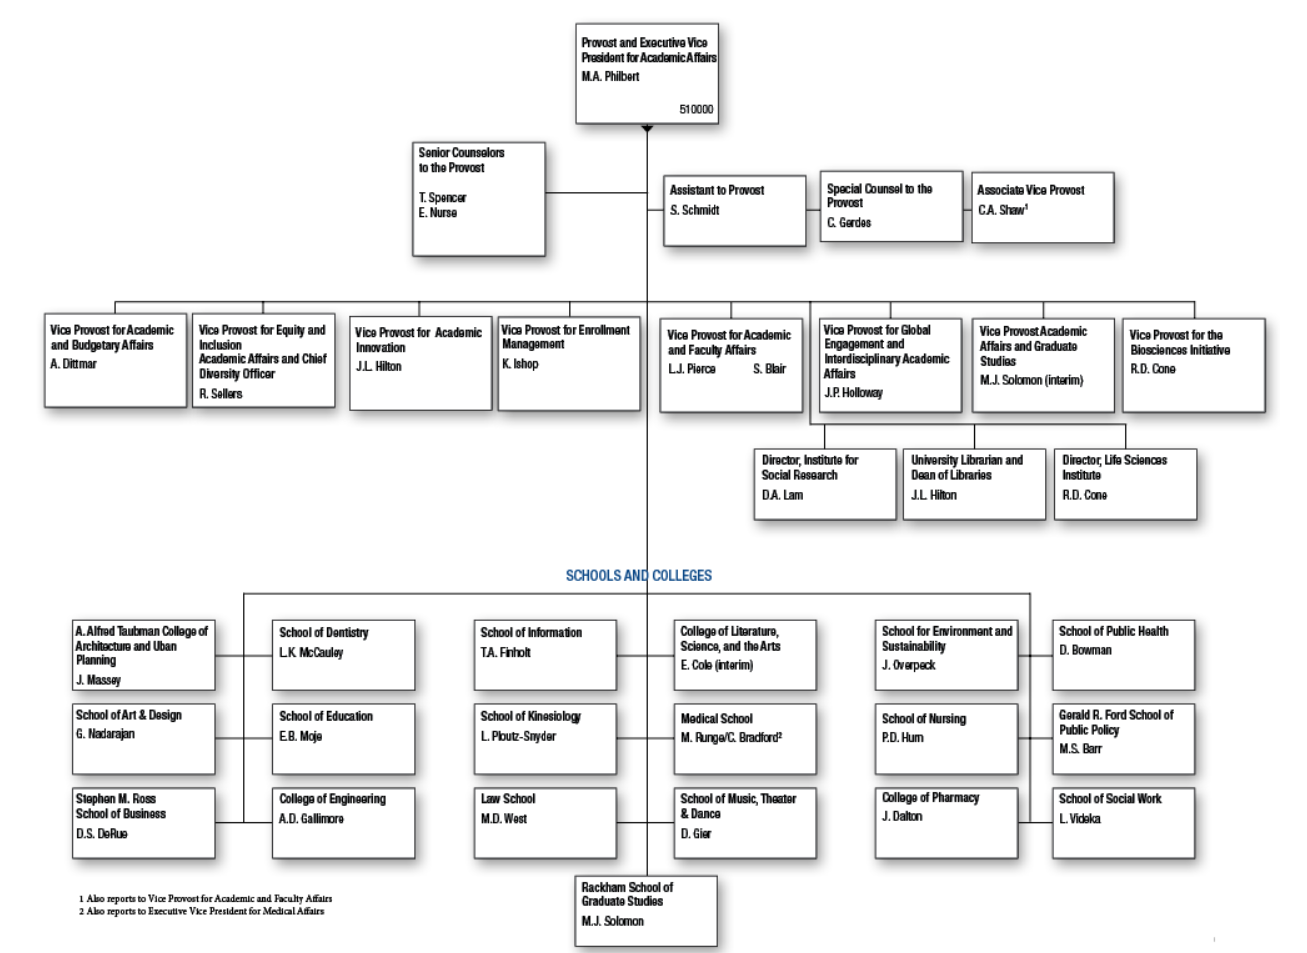 Provost and Executive Vice
President for Academic Affairs
M.A. Philbert
510000
Senior Counselors
to the Provost
T. Spencer
E. Nurse
Assistant to Provost
S. Schmidt
Special Counsel to the
Provost
C. Gerdes
Associate Vice Provost
C.A. Shaw¹
Vice Provost for Academic
and Budgetary Affairs
A. Dittmar
Vice Provost for Equity and
Inclusion
Academic Affairs and Chief
Diversity Officer
R. Sellers
Vice Provost for Academic
Innovation
J.L. Hilton
Vice Provost for Enrollment
Management
K. Ishop
Vice Provost for Academic
and Faculty Affairs
L.J. Pierce S. Blair
Vice Provost for Global
Engagement and
Interdisciplinary Academic
Affairs
J.P. Holloway
Vice Provost Academic
Affairs and Graduate
Studies
M.J. Solomon (interim)
Vice Provost for the
Biosciences Initiative
R.D. Cone
Director, Institute for
Social Research
D.A. Lam
University Librarian and
Dean of Libraries
J.L. Hilton
Director, Life Sciences
Institute
R.D. Cone
SCHOOLS AND COLLEGES
A. Alfred Taubman College of
Architecture and Uban
Planning
J. Massey
School of Dentistry
L.K. McCauley
School of Information
T.A. Finholt
College of Literature,
Science, and the Arts
E. Cole (interim)
School for Environment and
Sustainability
J. Overpeck
School of Public Health
D. Bowman
School of Art & Design
G. Nadarajan
School of Education
E.B. Moje
School of Kinesiology
L. Ploutz-Snyder
Medical School
M. Runge/C. Bradford²
School of Nursing
P.D. Hurn
Gerald R. Ford School of
Public Policy
M.S. Barr
Stephen M. Ross
School of Business
D.S. DeRue
College of Engineering
A.D. Gallimore
Law School
M.D. West
School of Music, Theater
& Dance
D. Gier
College of Pharmacy
J. Dalton
School of Social Work
L. Videka
Rackham School of
Graduate Studies
M.J. Solomon
1 Also reports to Vice Provost for Academic and Faculty Affairs
2 Also reports to Executive Vice President for Medical Affairs